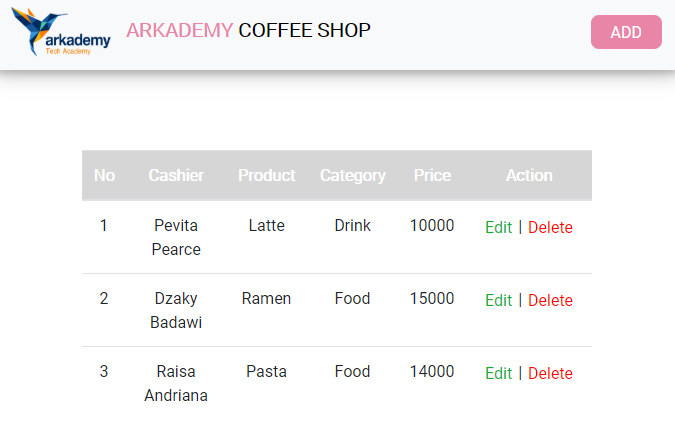 arkademy
Tech Academy
ARKADEMY COFFEE SHOP
ADD
No Cashier Product Category Price Action
1 Pevita Latte Drink 10000 Edit | Delete
Pearce
2 Dzaky Ramen Food 15000 Edit | Delete
Badawi
3 Raisa Pasta Food 14000 Edit | Delete
Andriana